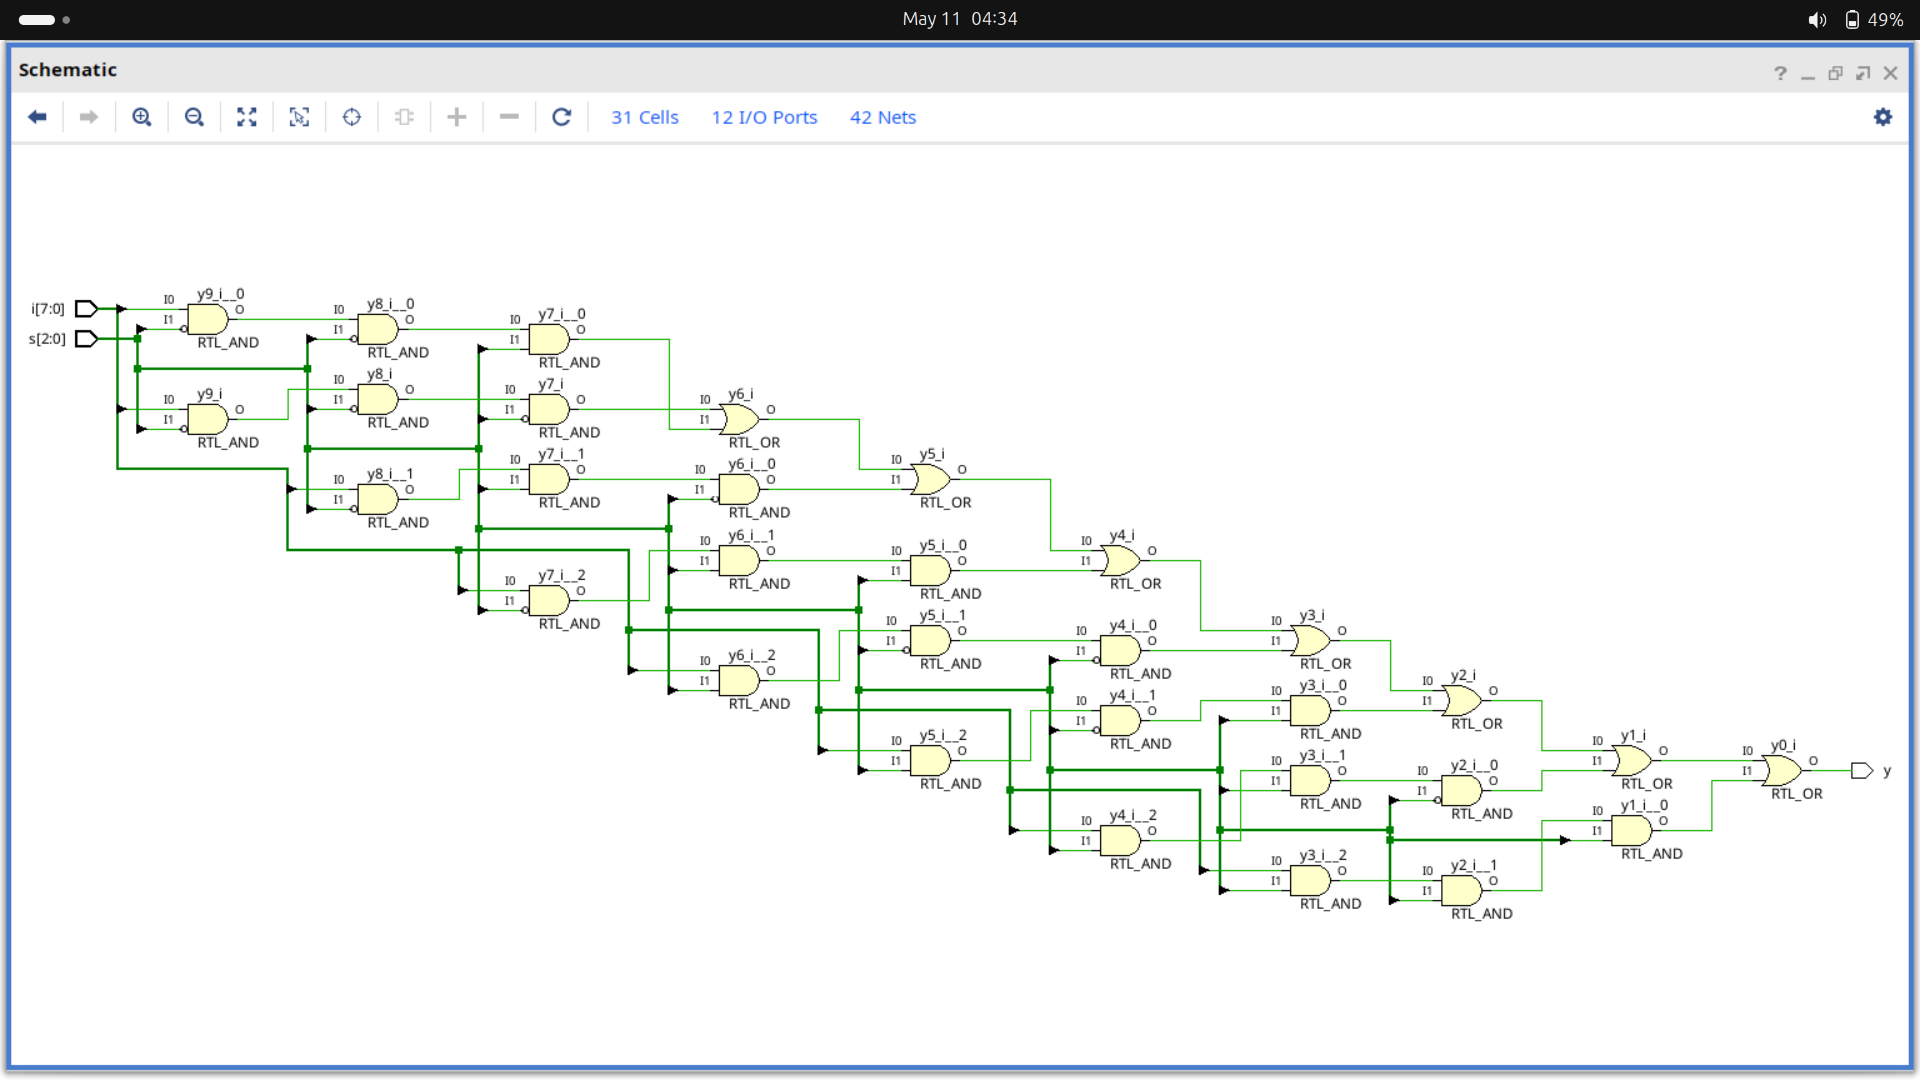 May 11 04:34
49%
Schematic
31 Cells 12 I/O Ports 42 Nets
i[7:0]
s[2:0]
I0 I1 y9_i__0 O RTL_AND
I0 I1 y9_i O RTL_AND
I0 I1 y8_i__0 O RTL_AND
I0 I1 y8_i O RTL_AND
I0 I1 y8_i__1 O RTL_AND
I0 I1 y7_i__0 O RTL_AND
I0 I1 y7_i O RTL_AND
I0 I1 y7_i__1 O RTL_AND
I0 I1 y7_i__2 O RTL_AND
I0 I1 y6_i O RTL_OR
I0 I1 y6_i__0 O RTL_AND
I0 I1 y6_i__1 O RTL_AND
I0 I1 y6_i__2 O RTL_AND
I0 I1 y5_i O RTL_OR
I0 I1 y5_i__0 O RTL_AND
I0 I1 y5_i__1 O RTL_AND
I0 I1 y5_i__2 O RTL_AND
I0 I1 y4_i O RTL_OR
I0 I1 y4_i__0 O RTL_AND
I0 I1 y4_i__1 O RTL_AND
I0 I1 y4_i__2 O RTL_AND
I0 I1 y3_i O RTL_OR
I0 I1 y3_i__0 O RTL_AND
I0 I1 y3_i__1 O RTL_AND
I0 I1 y3_i__2 O RTL_AND
I0 I1 y2_i O RTL_OR
I0 I1 y2_i__0 O RTL_AND
I0 I1 y2_i__1 O RTL_AND
I0 I1 y1_i O RTL_OR
I0 I1 y1_i__0 O RTL_AND
I0 I1 y0_i O RTL_OR
y